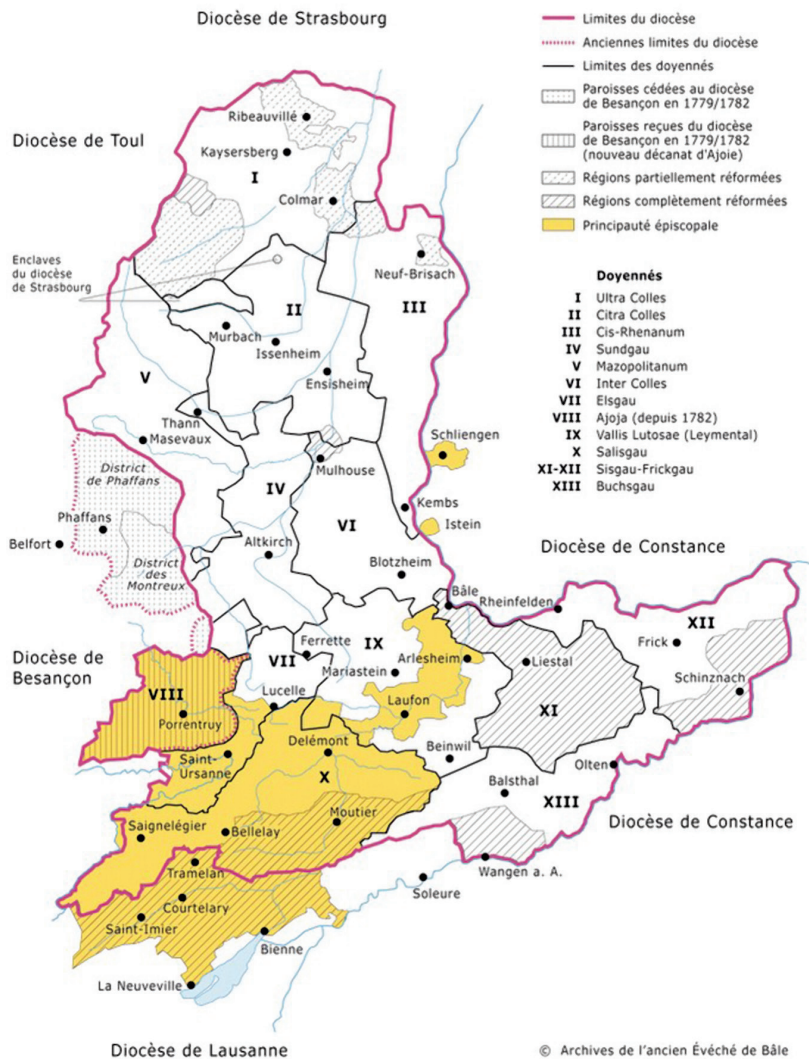 Diocèse de Strasbourg
Limites du diocèse
Anciennes limites du diocèse
Limites des doyennés
Paroisses cédées au diocèse
de Besançon en 1779/1782
Paroisses reçues du diocèse
de Besançon en 1779/1782
(nouveau décanat d'Ajoie)
Régions partiellement réformées
Régions complètement réformées
Principauté épiscopale
Doyennés
I Ultra Colles
II Citra Colles
III Cis-Rhenanum
IV Sundgau
V Mazopolitanum
VI Inter Colles
VII Elsgau
VIII Ajoja (depuis 1782)
IX Vallis Lutosae (Leymental)
X Salisgau
XI-XII Sisgau-Frickgau
XIII Buchsgau
Diocèse de Toul
Ribeauvillé
Kaysersberg
I
Colmar
Enclaves
du diocèse
de Strasbourg
Neuf-Brisach
III
II
Murbach
Issenheim
Ensisheim
V
Thann
Masevaux
Schliengen
Mulhouse
District
de Phaffans
IV
Kembs
Phaffans
VI
Istein
Belfort
Altkirch
District
des
Montreux
Blotzheim
Diocèse de Constance
Bâle
Rheinfelden
XII
Frick
Diocèse de
Besançon
Ferrette
IX
VII
Mariastein
Arlesheim
Liestal
Schinznach
VIII
Lucelle
Laufon
XI
Porrentruy
Delémont
Beinwil
Saint-
Ursanne
X
Olten
Balsthal
XIII
Saignelégier
Bellelay
Moutier
Diocèse de Constance
Tramelan
Wangen a. A.
Soleure
Courtelary
Saint-Imier
Bienne
La Neuveville
Diocèse de Lausanne
© Archives de l'ancien Évéché de Bâle